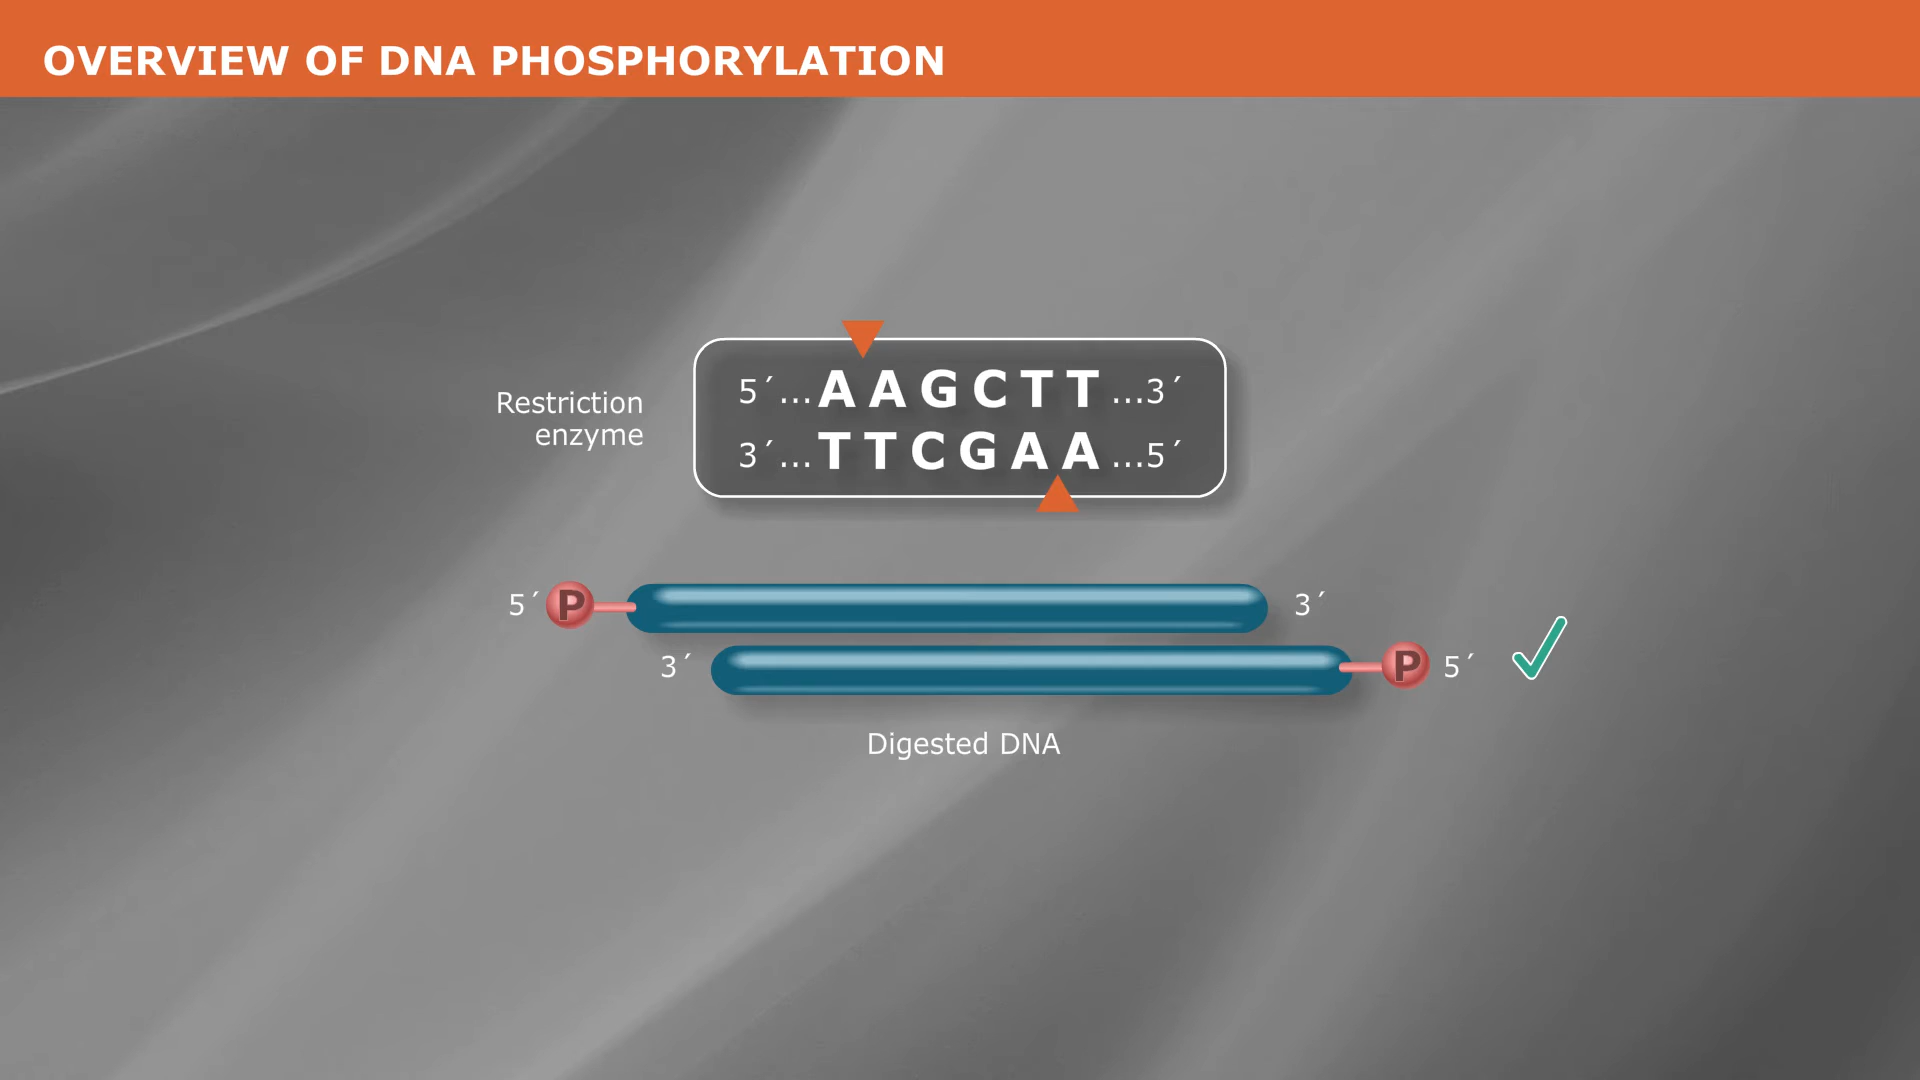 OVERVIEW OF DNA PHOSPHORYLATION
Restriction
enzyme
5´...AAGCTT...3´
3´...TTCGAA...5´
5´ P 3´
3´ P 5´
Digested DNA